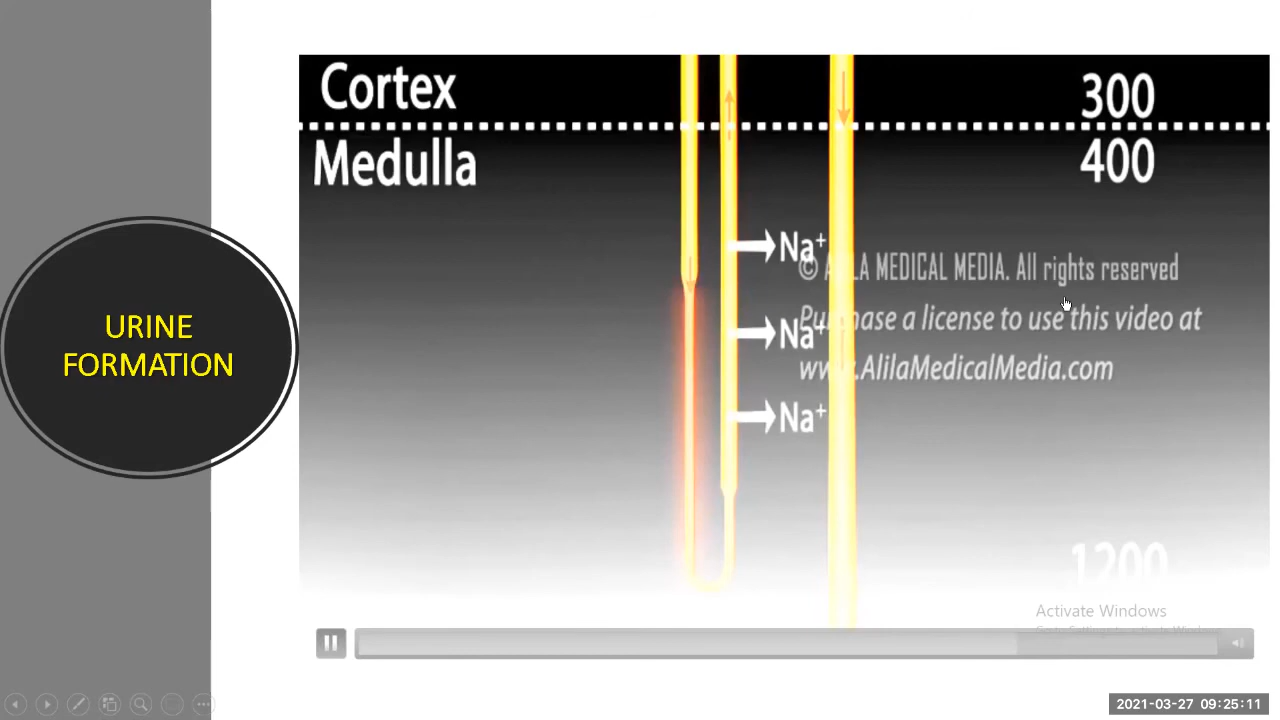 Cortex
300
Medulla
400
Na⁺
© ALILA MEDICAL MEDIA. All rights reserved
URINE
FORMATION
Na⁺
Purchase a license to use this video at
www.AlilaMedicalMedia.com
Na⁺
1200
Activate Windows
2021-03-27 09:25:11